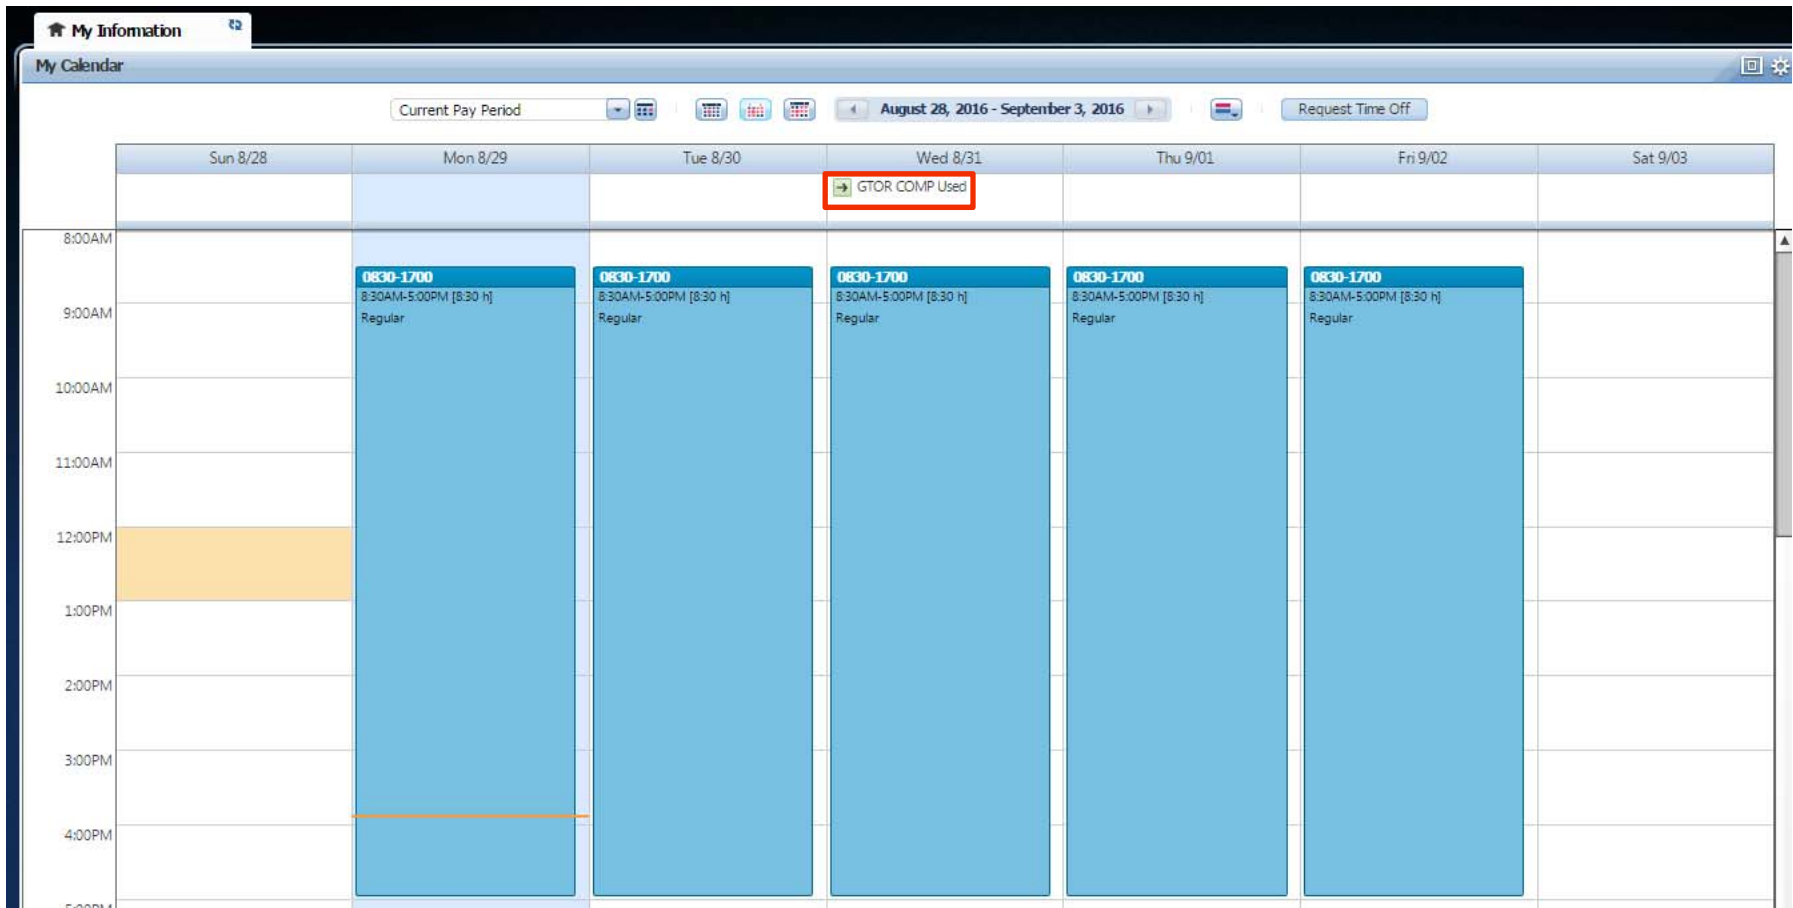 My Information
My Calendar
Current Pay Period
August 28, 2016 - September 3, 2016
Request Time Off
Sun 8/28 Mon 8/29 Tue 8/30 Wed 8/31 Thu 9/01 Fri 9/02 Sat 9/03
GTOR COMP Used
8:00AM
0830-1700 0830-1700 0830-1700 0830-1700 0830-1700
8:30AM-5:00PM [8:30 h] 8:30AM-5:00PM [8:30 h] 8:30AM-5:00PM [8:30 h] 8:30AM-5:00PM [8:30 h] 8:30AM-5:00PM [8:30 h]
9:00AM
Regular Regular Regular Regular Regular
10:00AM
11:00AM
12:00PM
1:00PM
2:00PM
3:00PM
4:00PM